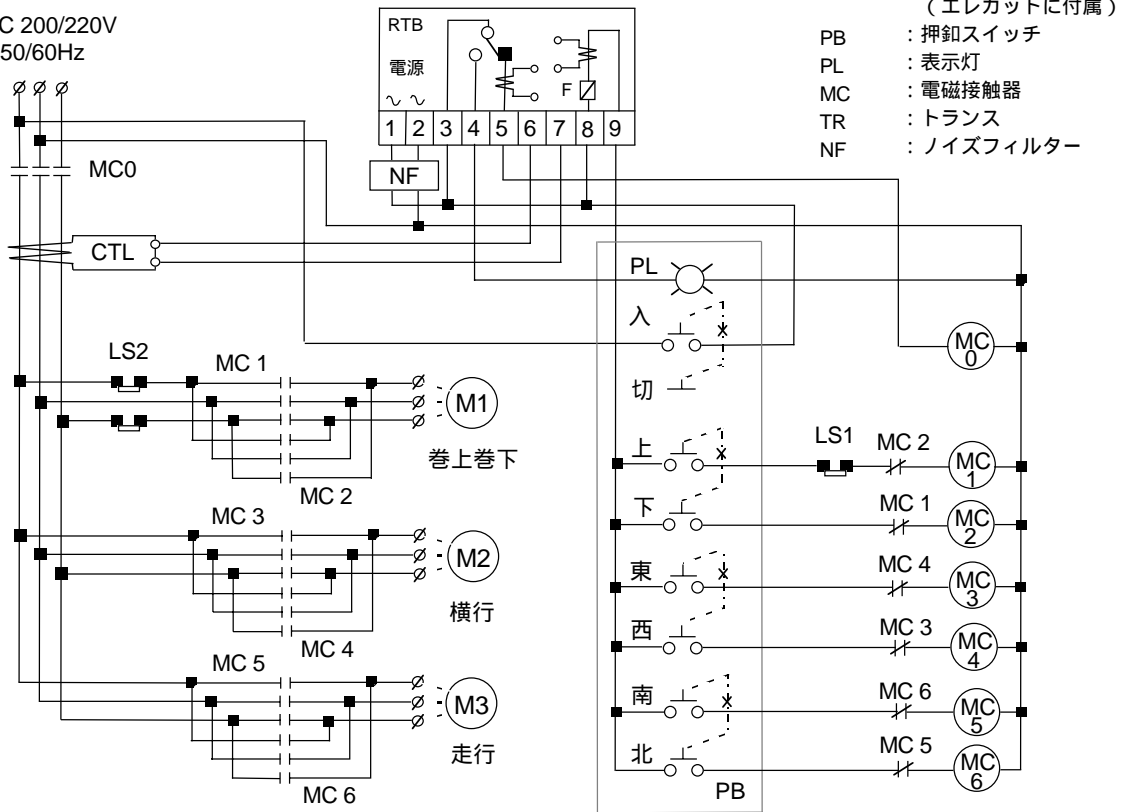 （エレカットに付属）
C 200/220V
50/60Hz
PB ：押釦スイッチ
PL ：表示灯
MC ：電磁接触器
TR ：トランス
NF ：ノイズフィルター
RTB
電源
F
1 2 3 4 5 6 7 8 9
NF
MC0
CTL
PL
入
切
MC 0
LS2
MC 1
M1
巻上巻下
MC 2
上
LS1
MC 2
MC 1
下
MC 1
MC 2
MC 3
M2
横行
MC 4
東
MC 4
MC 3
西
MC 3
MC 4
MC 5
M3
走行
MC 6
南
MC 6
MC 5
北
MC 5
MC 6
PB